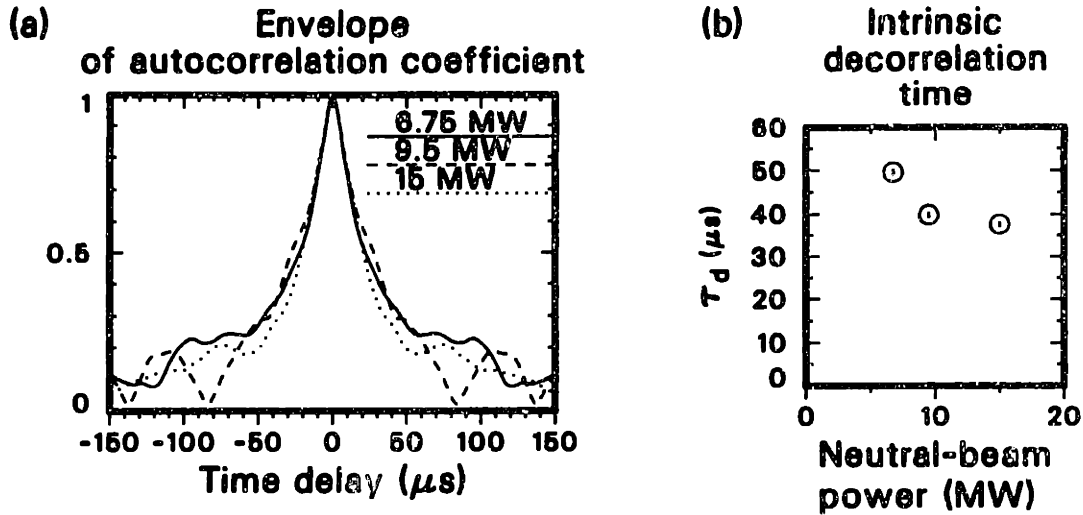 (a)
Envelope
of autocorrelation coefficient
1
0.5
0
6.75 MW
9.5 MW
15 MW
-150 -100 -50 0 50 100 150
Time delay (μs)
(b)
Intrinsic
decorrelation
time
60
50
40
30
20
10
0
τd (μs)
0 10 20
Neutral-beam
power (MW)